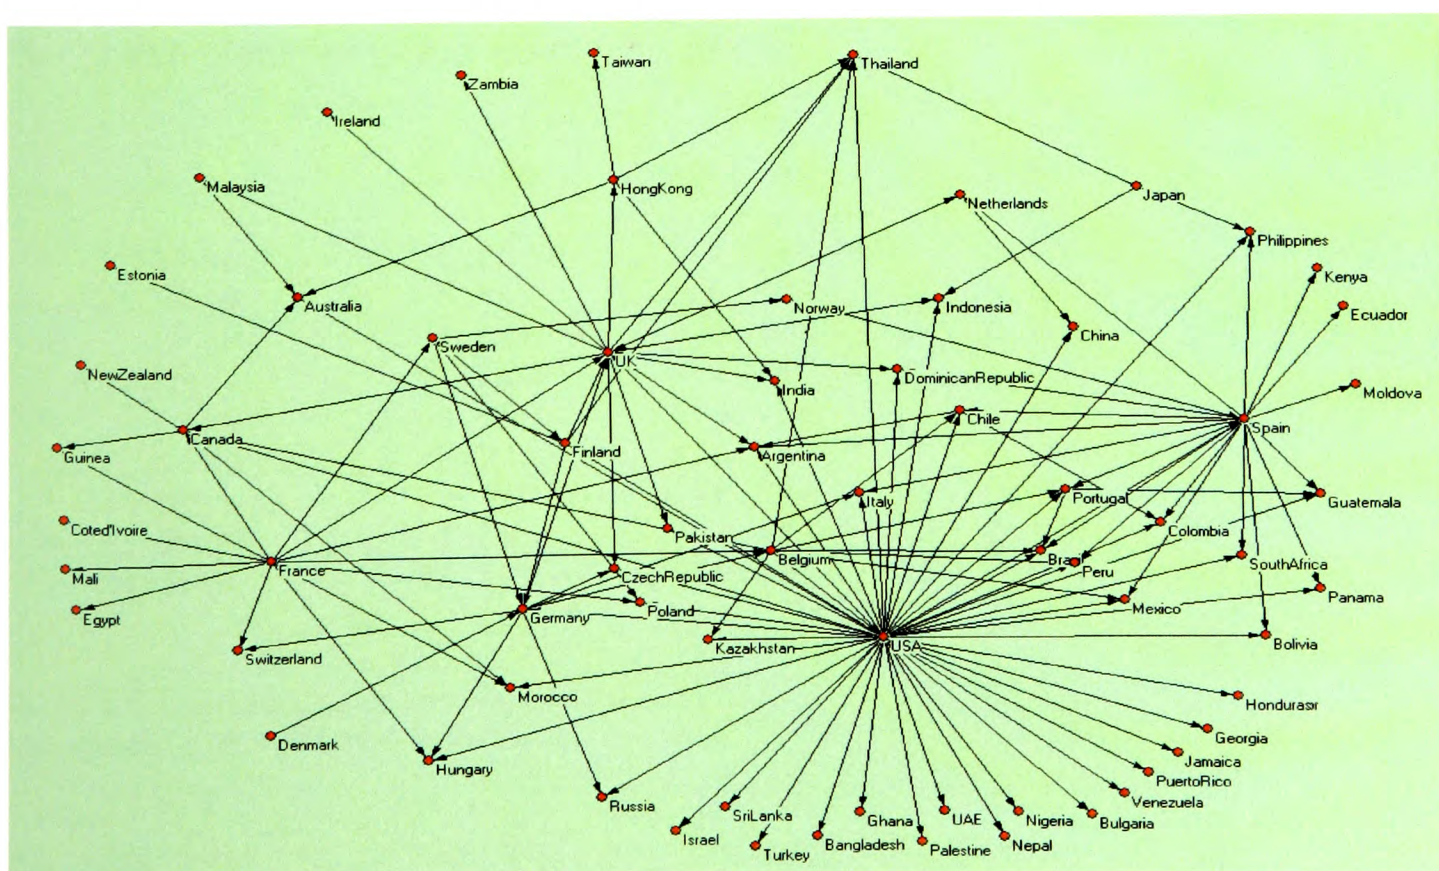 Taiwan
Thailand
Zambia
Ireland
Malaysia
HongKong
Japan
Netherlands
Philippines
Estonia
Kenya
Australia
Norway
Indonesia
Ecuador
Sweden
China
UK
NewZealand
DominicanRepublic
India
Moldova
Chile
Spain
Canada
Finland
Argentina
Guinea
Italy
Portugal
Guatemala
Coted'Ivoire
Colombia
Pakistan
Belgium
Peru
SouthAfrica
France
Mali
CzechRepublic
Panama
Mexico
Poland
Germany
Egypt
Bolivia
USA
Kazakhstan
Switzerland
Morocco
Honduras
Georgia
Denmark
Jamaica
Hungary
PuertoRico
Venezuela
Russia
SriLanka
Ghana
UAE
Nigeria
Bulgaria
Israel
Turkey
Bangladesh
Palestine
Nepal